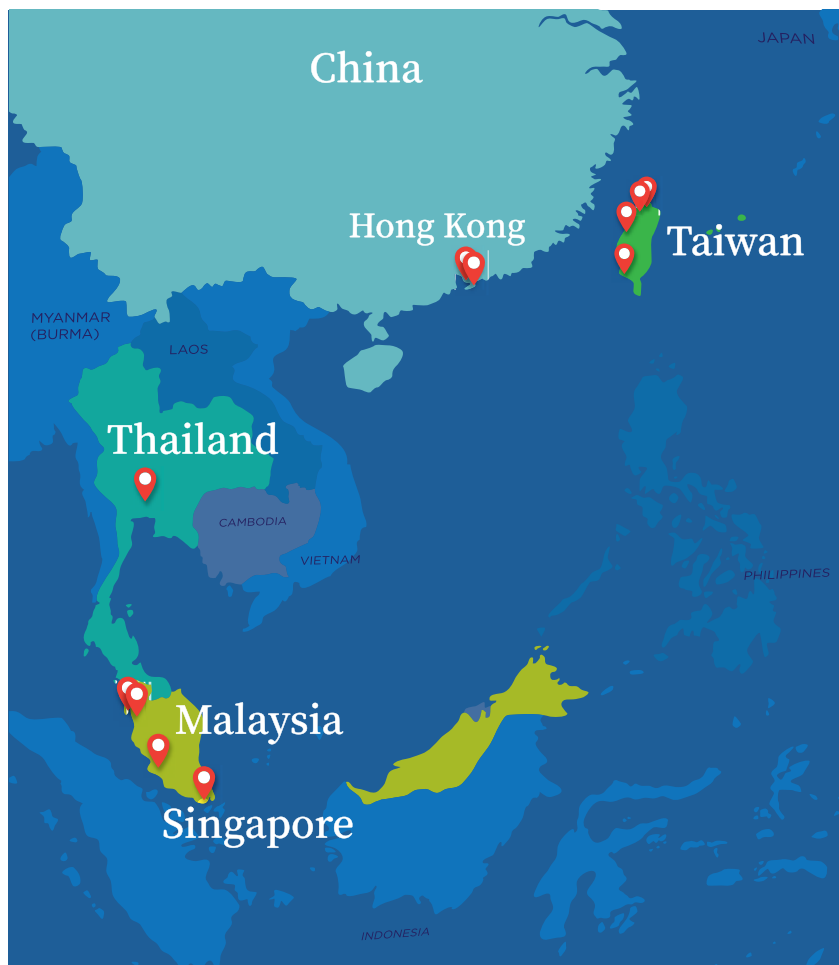 JAPAN
China
Hong Kong
Taiwan
MYANMAR
(BURMA)
LAOS
Thailand
CAMBODIA
VIETNAM
PHILIPPINES
Malaysia
Singapore
INDONESIA